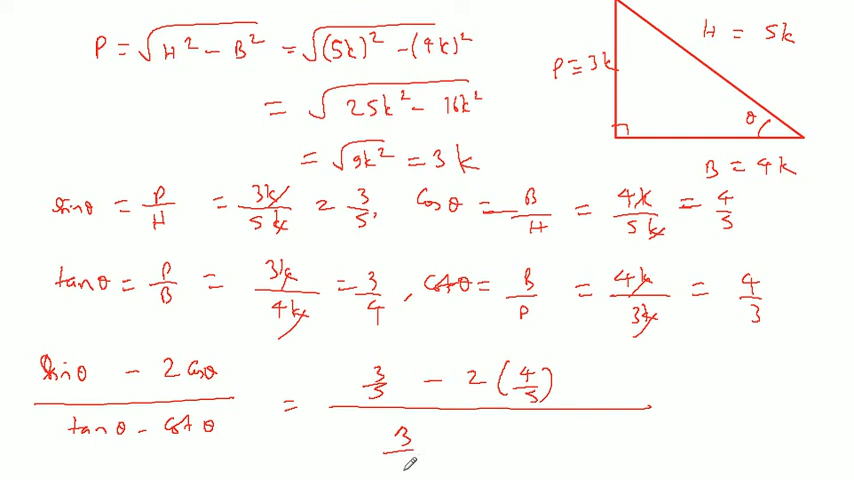 P = √(H² – B²) = √((5k)² – (4k)²)
= √(25k² – 16k²)
= √(9k²) = 3k
H = 5k
P = 3k
θ
B = 4k
sinθ = P/H = 3k/5k = 3/5, cosθ = B/H = 4k/5k = 4/5
tanθ = P/B = 3k/4k = 3/4, cotθ = B/P = 4k/3k = 4/3
(sinθ – 2cosθ)/(tanθ – cotθ) = (3/5 – 2(4/5))/(3/